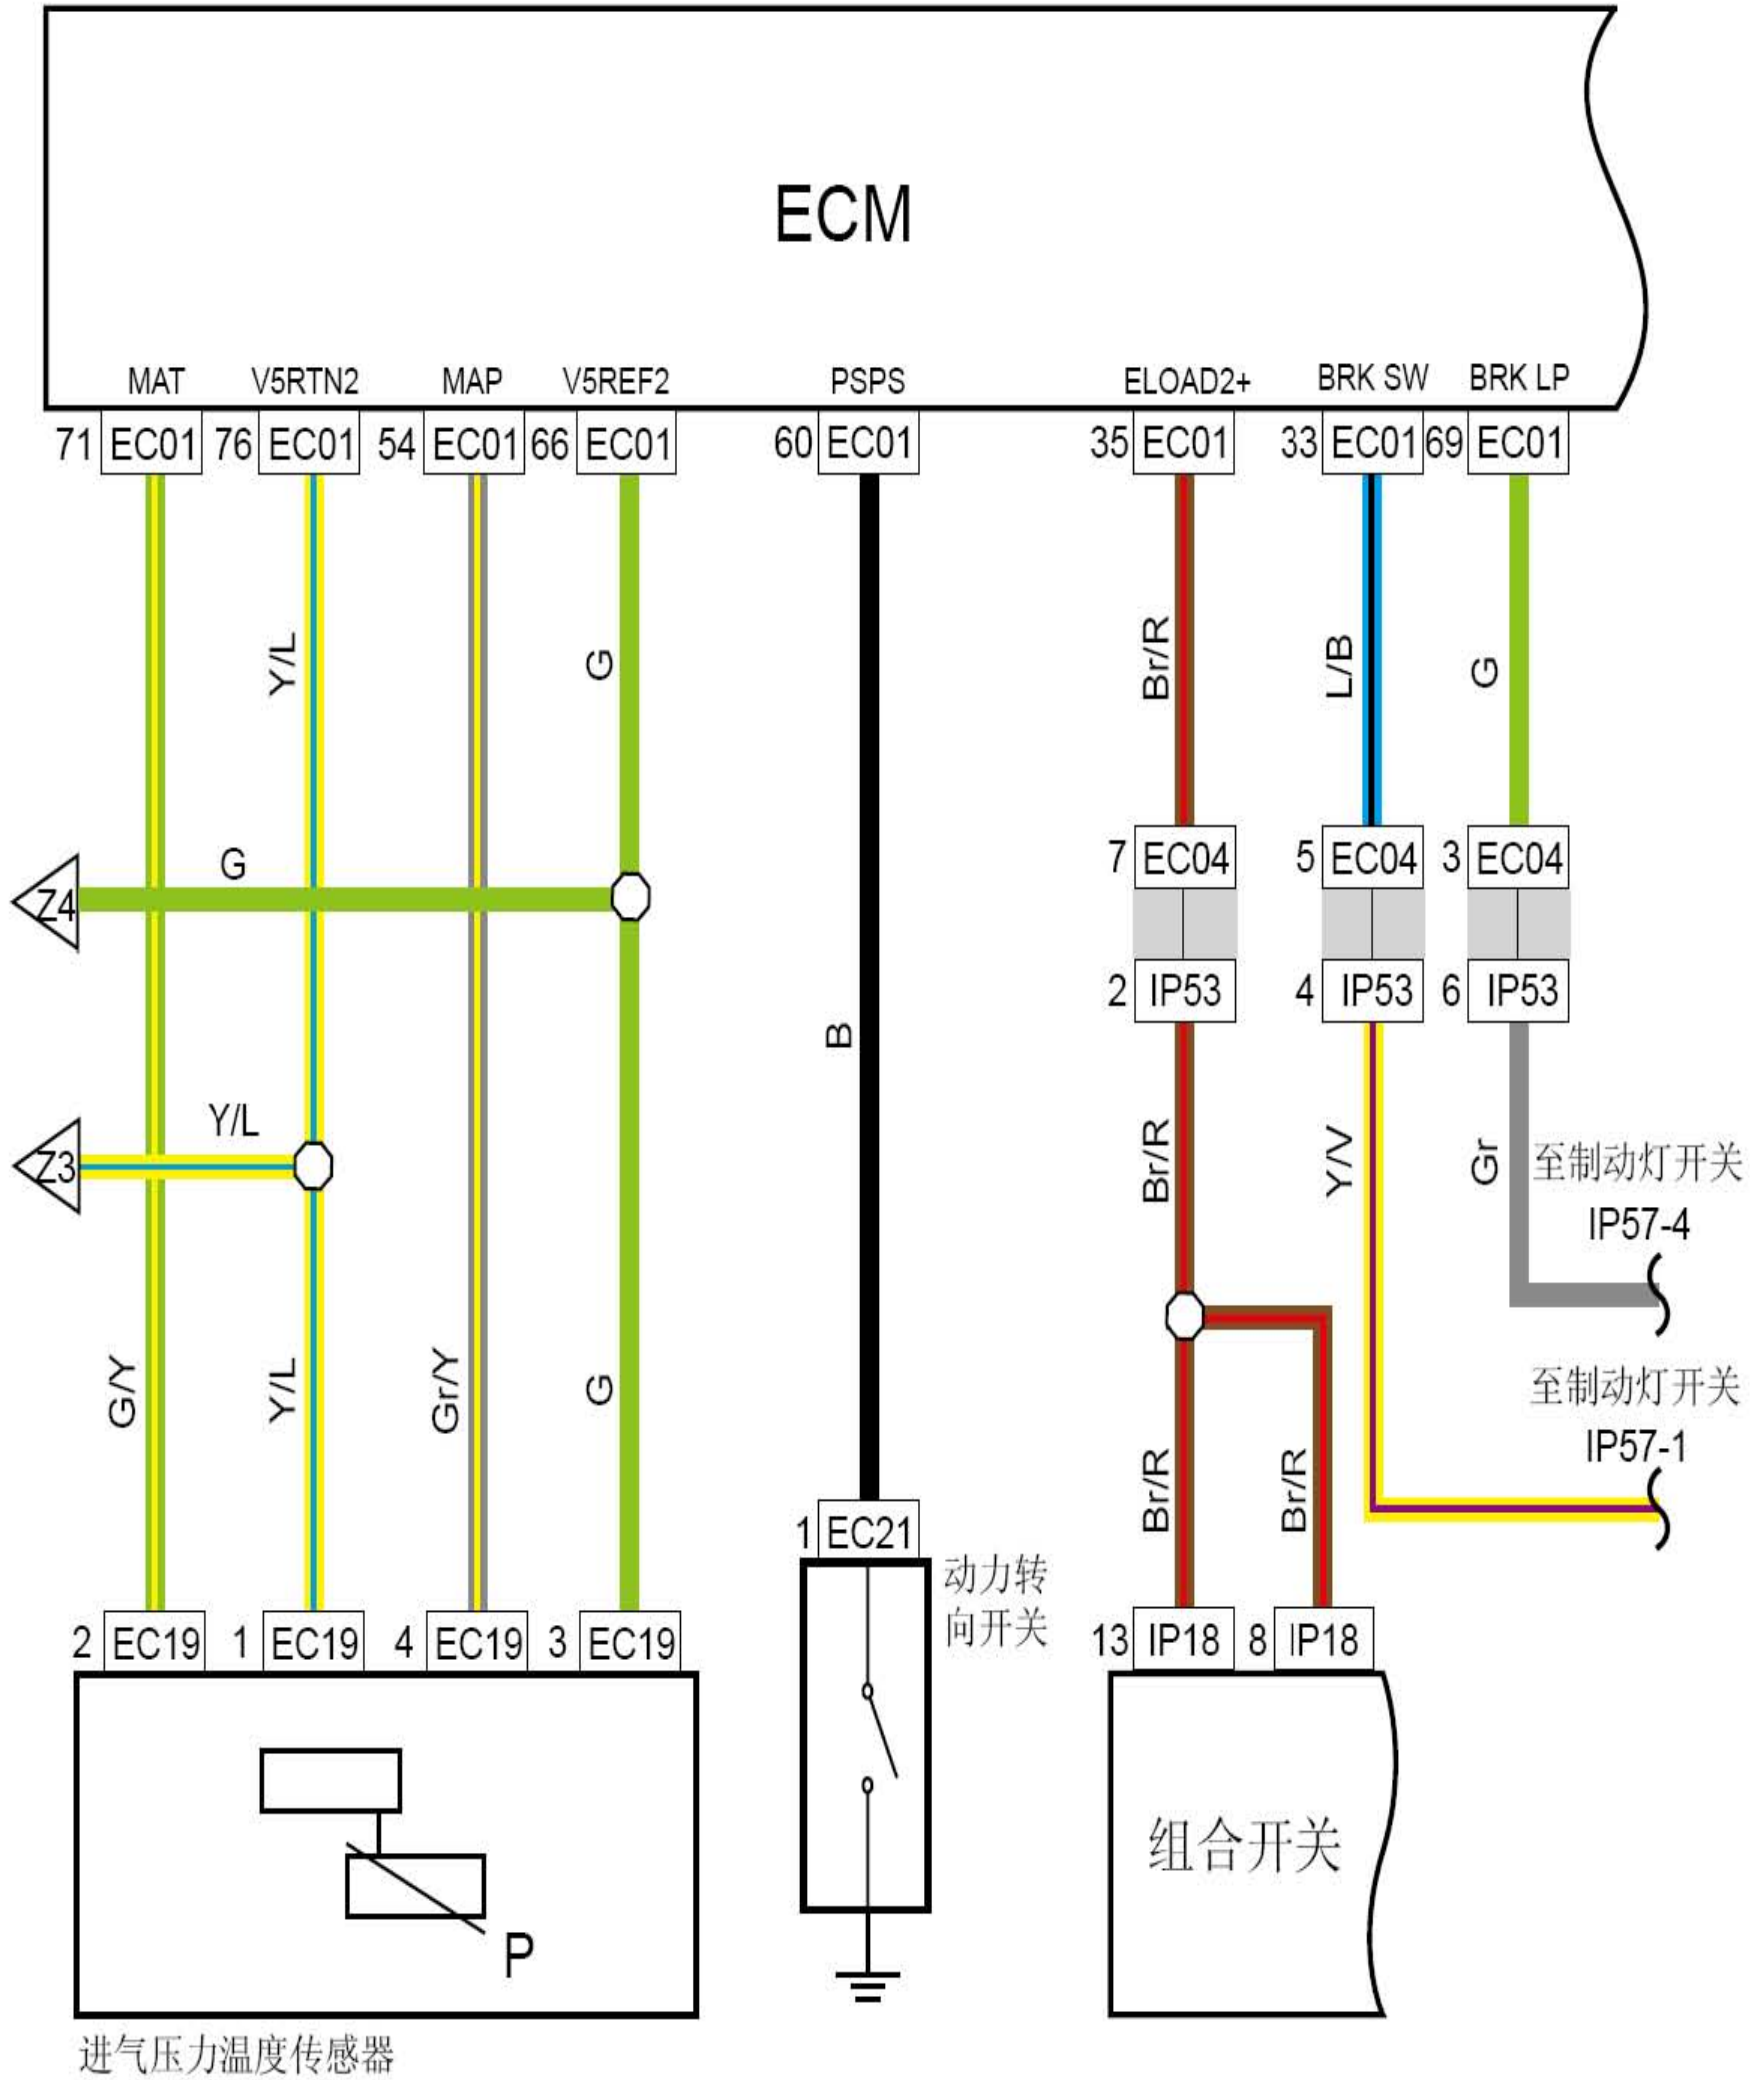 ECM
MAT V5RTN2 MAP V5REF2 PSPS ELOAD2+ BRK SW BRK LP
71 EC01 76 EC01 54 EC01 66 EC01 60 EC01 35 EC01 33 EC01 69 EC01
Y/L G Br/R L/B G
7 EC04 5 EC04 3 EC04
Z4 G
2 IP53 4 IP53 6 IP53
B
Z3 Y/L
Br/R Y/V Gr 至制动灯开关
IP57-4
G/Y Y/L Gr/Y G
至制动灯开关
IP57-1
Br/R Br/R
1 EC21
动力转
向开关
2 EC19 1 EC19 4 EC19 3 EC19 13 IP18 8 IP18
组合开关
P
进气压力温度传感器